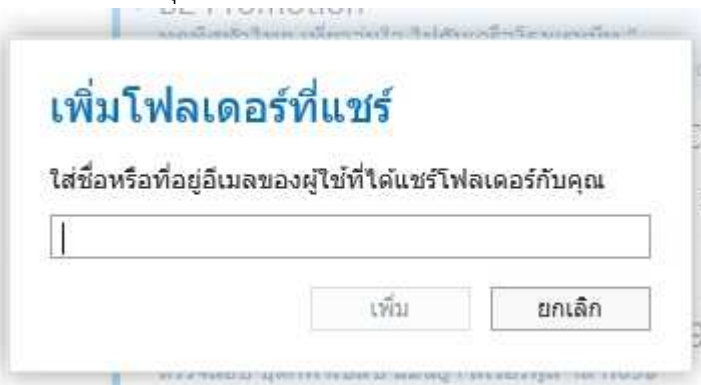 เพิ่มโฟลเดอร์ที่แชร์
ใส่ชื่อหรือที่อยู่อีเมลของผู้ใช้ที่ได้แชร์โฟลเดอร์กับคุณ
เพิ่ม
ยกเลิก